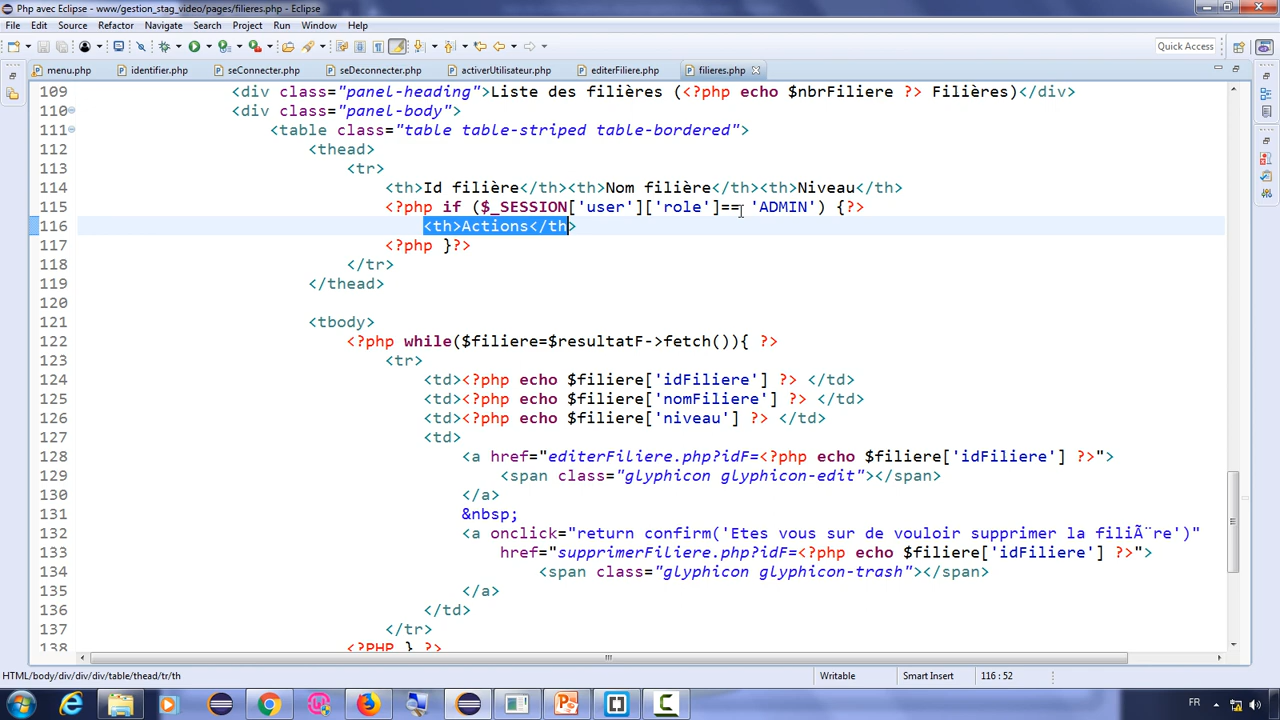 Php avec Eclipse - www/gestion_stag_video/pages/filieres.php - Eclipse
File Edit Source Refactor Navigate Search Project Run Window Help
Quick Access
menu.php identifier.php seConnecter.php seDeconnecter.php activerUtilisateur.php editerFiliere.php filieres.php
109 <div class="panel-heading">Liste des filières (<?php echo $nbrFiliere ?> Filières)</div>
110 <div class="panel-body">
111 <table class="table table-striped table-bordered">
112 <thead>
113 <tr>
114 <th>Id filière</th><th>Nom filière</th><th>Niveau</th>
115 <?php if ($_SESSION['user']['role']== 'ADMIN') {?>
116 <th>Actions</th>
117 <?php }?>
118 </tr>
119 </thead>
120
121 <tbody>
122 <?php while($filiere=$resultatF->fetch()){ ?>
123 <tr>
124 <td><?php echo $filiere['idFiliere'] ?> </td>
125 <td><?php echo $filiere['nomFiliere'] ?> </td>
126 <td><?php echo $filiere['niveau'] ?> </td>
127 <td>
128 <a href="editerFiliere.php?idF=<?php echo $filiere['idFiliere'] ?>">
129 <span class="glyphicon glyphicon-edit"></span>
130 </a>
131 &nbsp;
132 <a onclick="return confirm('Etes vous sur de vouloir supprimer la filiÃ¨re')"
133 href="supprimerFiliere.php?idF=<?php echo $filiere['idFiliere'] ?>">
134 <span class="glyphicon glyphicon-trash"></span>
135 </a>
136 </td>
137 </tr>
138 <?PHP } ?>
HTML/body/div/div/div/table/thead/tr/th Writable Smart Insert 116 : 52
FR